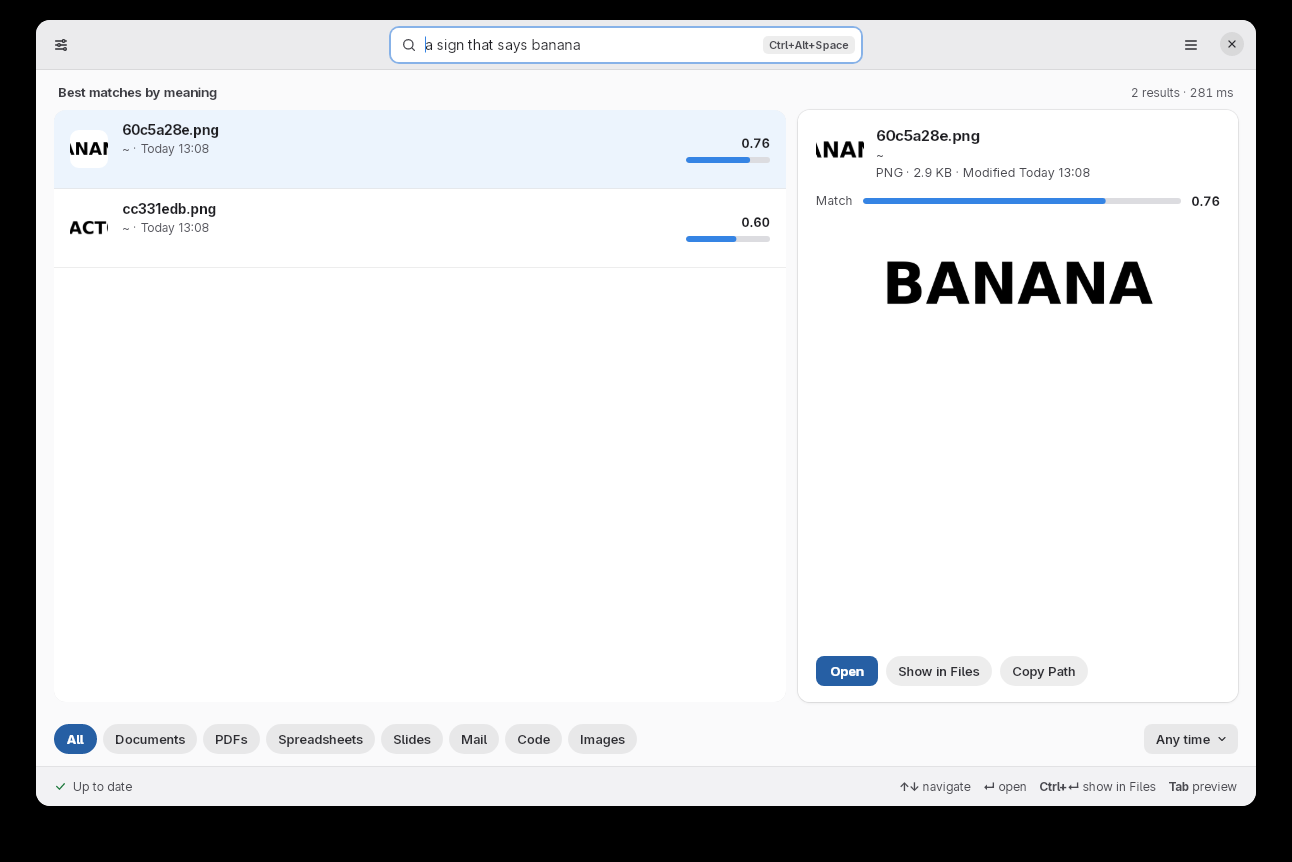 a sign that says banana
Ctrl+Alt+Space
Best matches by meaning
2 results · 281 ms
60c5a28e.png
~ · Today 13:08
0.76
cc331edb.png
~ · Today 13:08
0.60
60c5a28e.png
~
PNG · 2.9 KB · Modified Today 13:08
Match 0.76
BANANA
Open Show in Files Copy Path
All Documents PDFs Spreadsheets Slides Mail Code Images Any time
Up to date
↑↓ navigate ↵ open Ctrl+↵ show in Files Tab preview